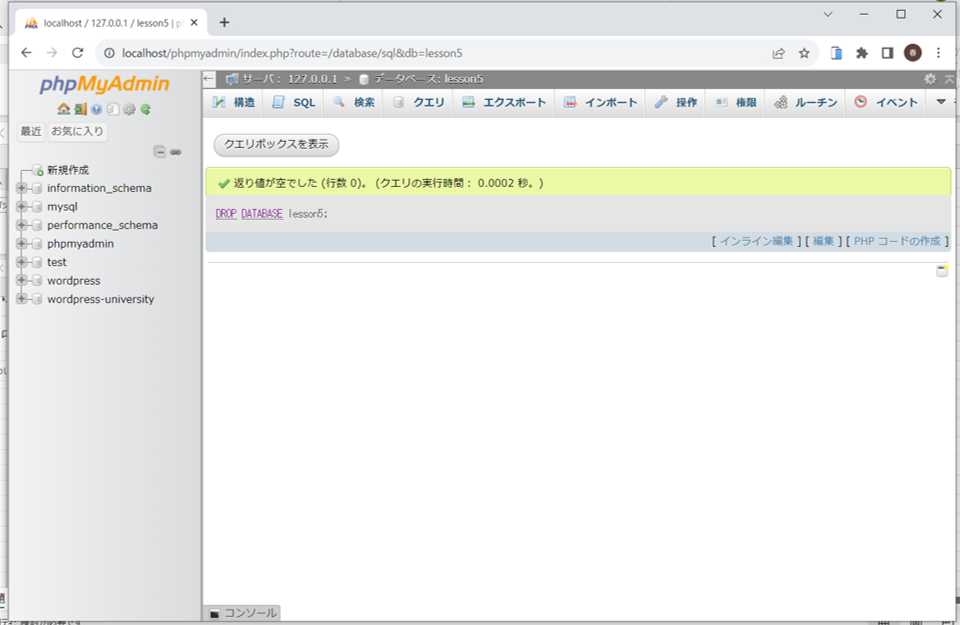 localhost / 127.0.0.1 / lesson5 | p
localhost/phpmyadmin/index.php?route=/database/sql&db=lesson5
phpMyAdmin
最近 お気に入り
新規作成
information_schema
mysql
performance_schema
phpmyadmin
test
wordpress
wordpress-university
サーバ: 127.0.0.1 » データベース: lesson5
構造 SQL 検索 クエリ エクスポート インポート 操作 権限 ルーチン イベント
クエリボックスを表示
返り値が空でした (行数 0)。 (クエリの実行時間: 0.0002 秒。)
DROP DATABASE lesson5;
[ インライン編集 ] [ 編集 ] [ PHP コードの作成 ]
コンソール